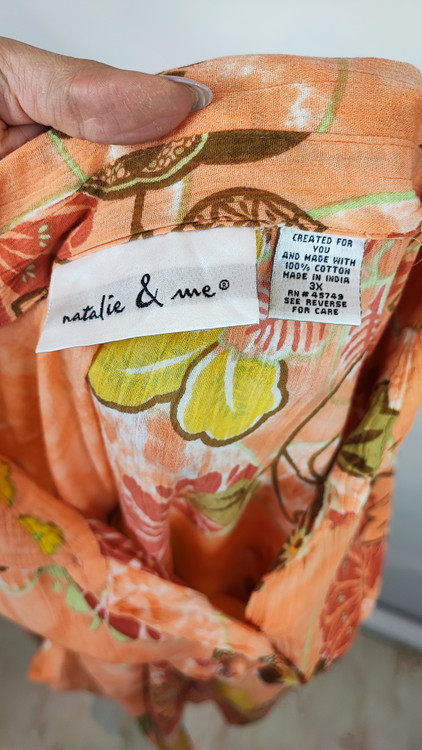 natalie & me®
CREATED FOR
YOU
AND MADE WITH
100% COTTON
MADE IN INDIA
3X
RN# 45749
SEE REVERSE
FOR CARE